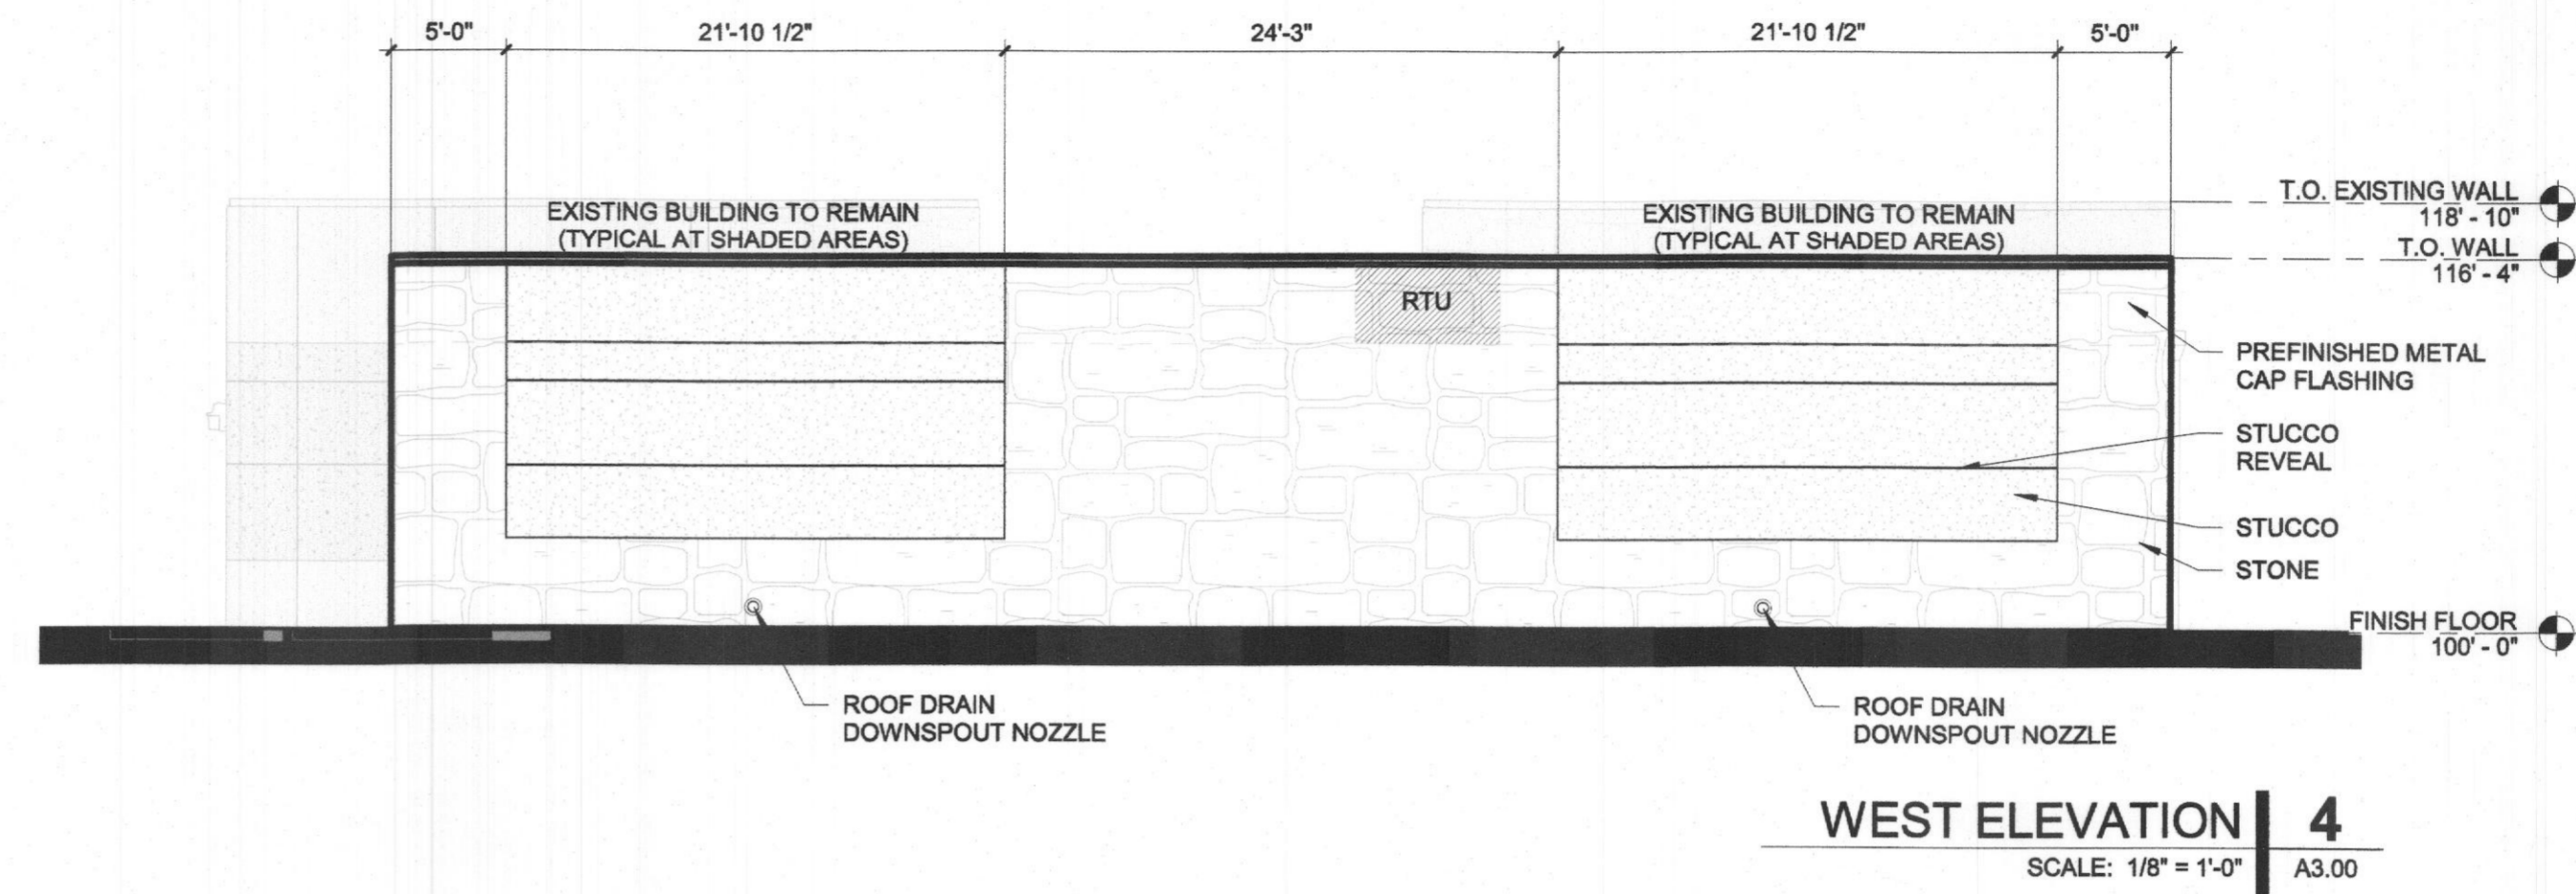 5'-0" 21'-10 1/2" 24'-3" 21'-10 1/2" 5'-0"
EXISTING BUILDING TO REMAIN
(TYPICAL AT SHADED AREAS)
EXISTING BUILDING TO REMAIN
(TYPICAL AT SHADED AREAS)
T.O. EXISTING WALL
118' - 10"
T.O. WALL
116' - 4"
RTU
PREFINISHED METAL
CAP FLASHING
STUCCO
REVEAL
STUCCO
STONE
FINISH FLOOR
100' - 0"
ROOF DRAIN
DOWNSPOUT NOZZLE
ROOF DRAIN
DOWNSPOUT NOZZLE
WEST ELEVATION 4
SCALE: 1/8" = 1'-0" A3.00